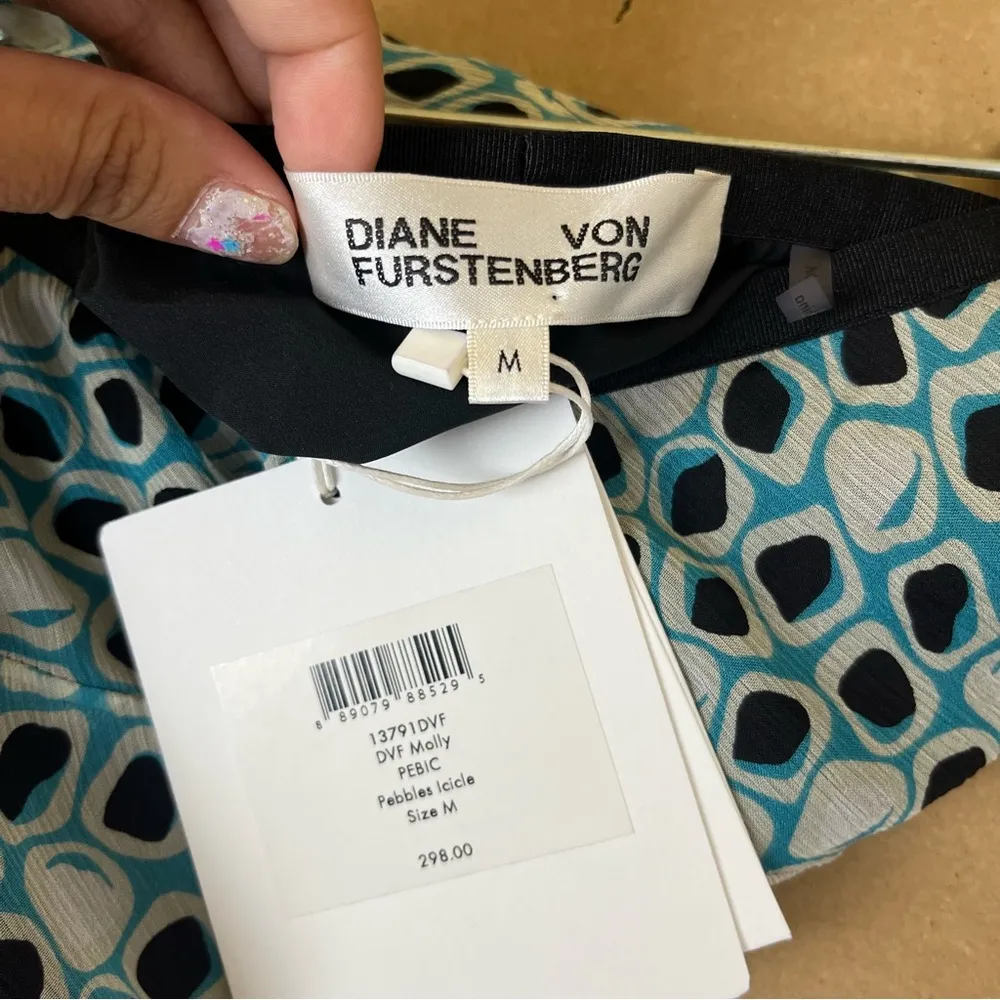 DIANE VON
FURSTENBERG
M
8 89079 88529 5
13791DVF
DVF Molly
PEBIC
Pebbles Icicle
Size M
298.00